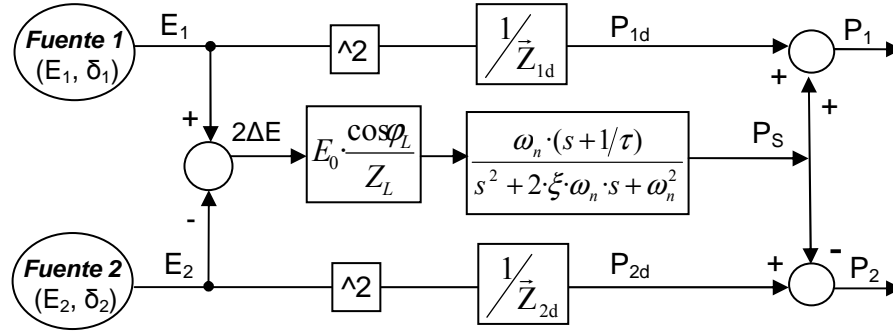 Fuente 1
(E₁, δ₁)
E₁
^2
1/Z⃗₁d
P₁d
+
P₁
+
+
2ΔE
E₀·cosφ_L/Z_L
ω_n·(s+1/τ)/(s²+2·ξ·ω_n·s+ω_n²)
P_S
-
-
Fuente 2
(E₂, δ₂)
E₂
^2
1/Z⃗₂d
P₂d
+
P₂